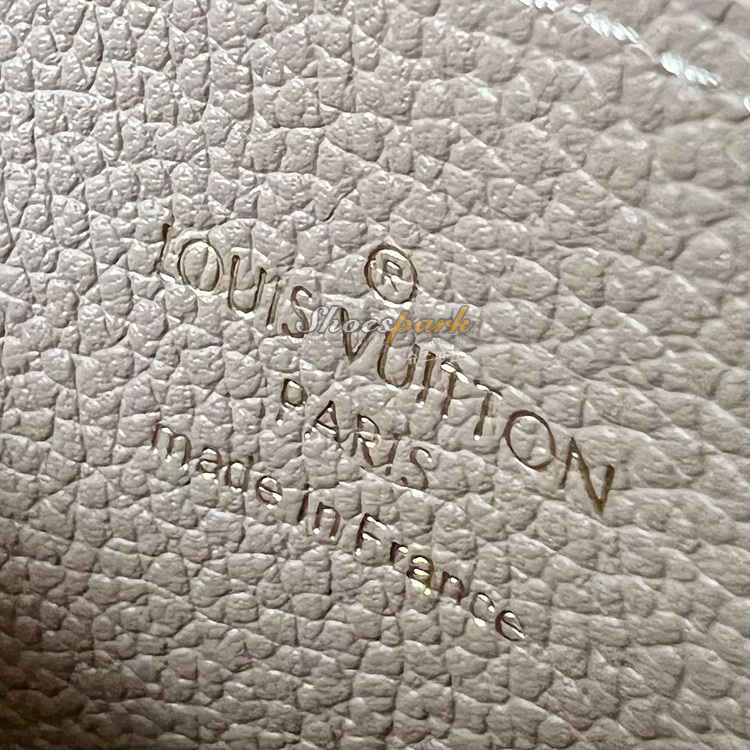 ®
LOUIS VUITTON
Shoespark
PARIS
made in France